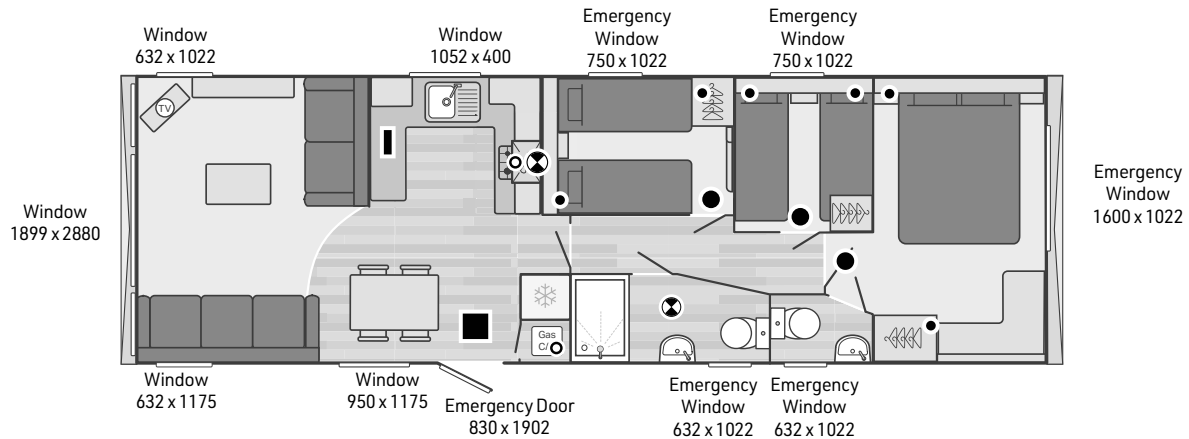 Window
632 x 1022
Window
1052 x 400
Emergency
Window
750 x 1022
Emergency
Window
750 x 1022
TV
Window
1899 x 2880
Emergency
Window
1600 x 1022
Gas
C/
Window
632 x 1175
Window
950 x 1175
Emergency Door
830 x 1902
Emergency
Window
632 x 1022
Emergency
Window
632 x 1022